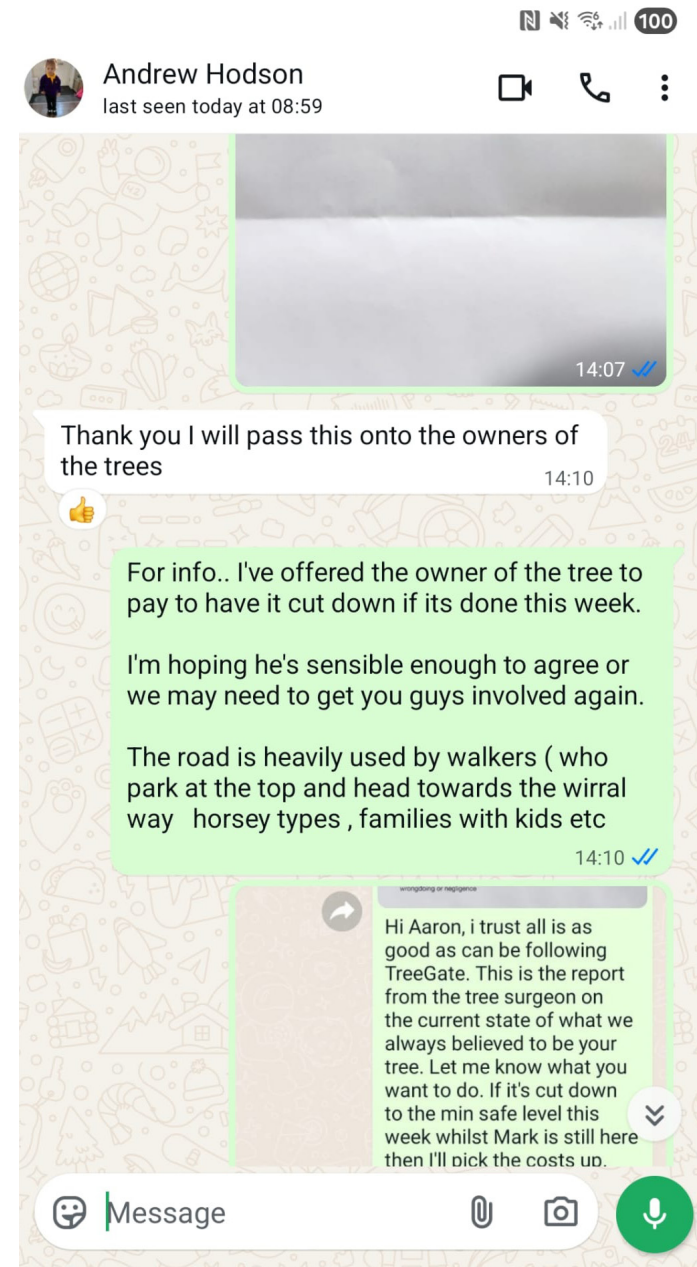 100
Andrew Hodson
last seen today at 08:59
14:07
Thank you I will pass this onto the owners of
the trees
14:10
For info.. I've offered the owner of the tree to
pay to have it cut down if its done this week.
I'm hoping he's sensible enough to agree or
we may need to get you guys involved again.
The road is heavily used by walkers ( who
park at the top and head towards the wirral
way horsey types , families with kids etc
14:10
wrongdoing or negligence
Hi Aaron, i trust all is as
good as can be following
TreeGate. This is the report
from the tree surgeon on
the current state of what we
always believed to be your
tree. Let me know what you
want to do. If it's cut down
to the min safe level this
week whilst Mark is still here
then I'll pick the costs up.
Message